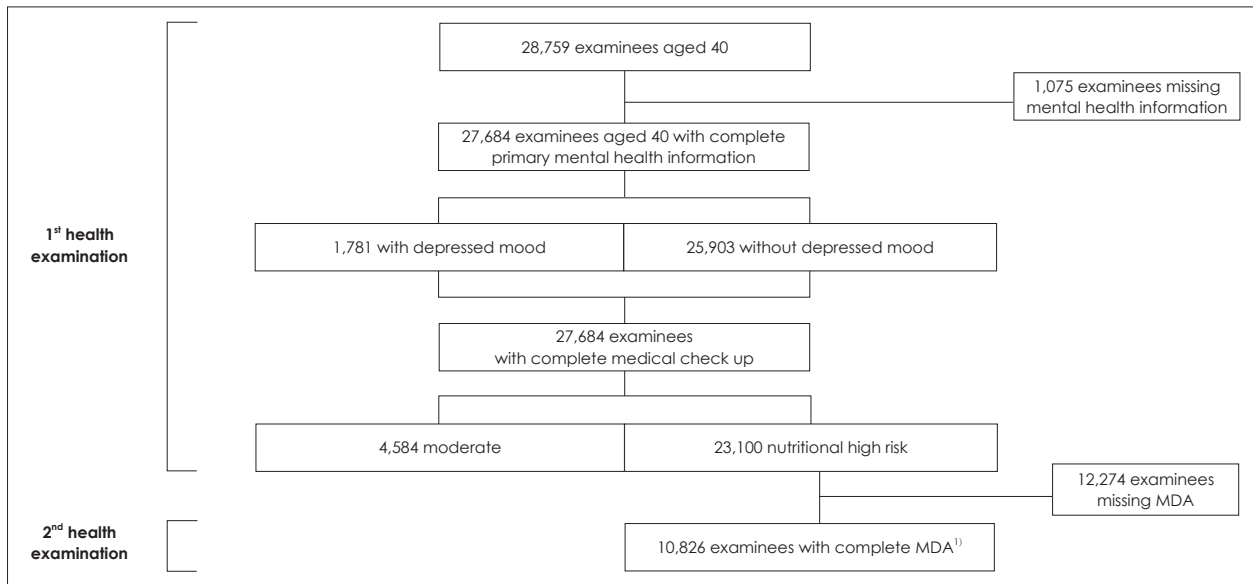 28,759 examinees aged 40
1,075 examinees missing
mental health information
27,684 examinees aged 40 with complete
primary mental health information
1st health
examination
1,781 with depressed mood
25,903 without depressed mood
27,684 examinees
with complete medical check up
4,584 moderate
23,100 nutritional high risk
12,274 examinees
missing MDA
2nd health
examination
10,826 examinees with complete MDA1)